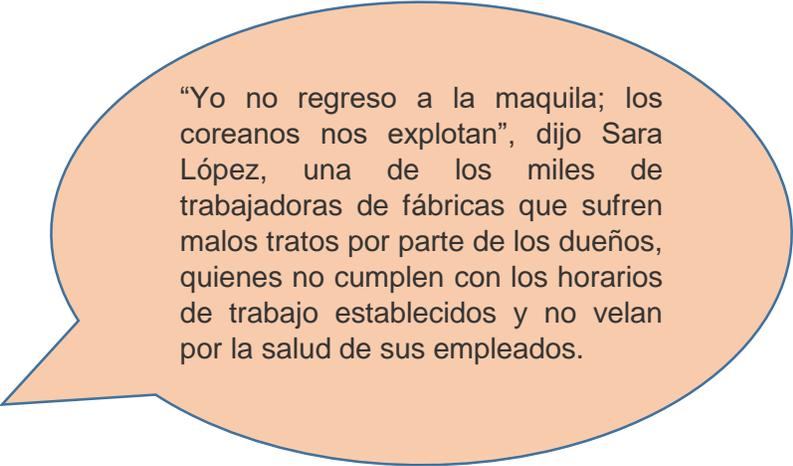 “Yo no regreso a la maquila; los
coreanos nos explotan”, dijo Sara
López, una de los miles de
trabajadoras de fábricas que sufren
malos tratos por parte de los dueños,
quienes no cumplen con los horarios
de trabajo establecidos y no velan
por la salud de sus empleados.